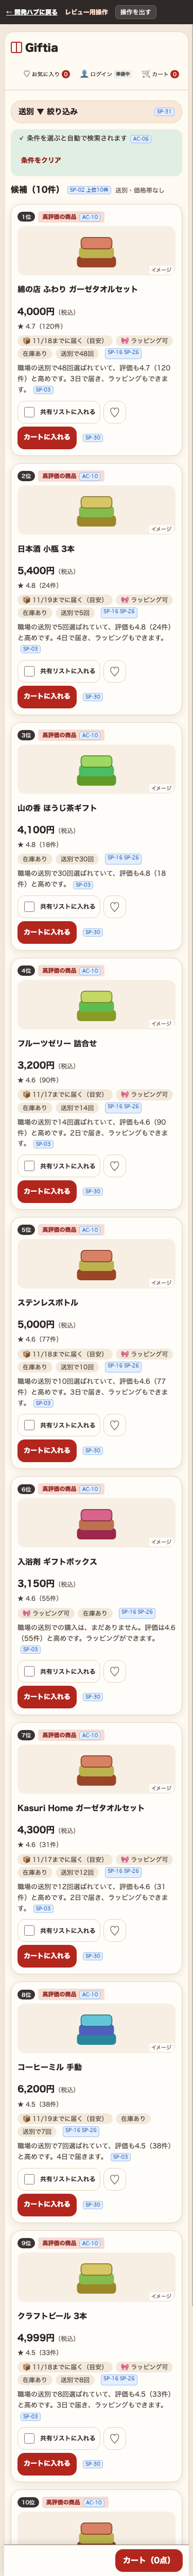 ← 開発ハブに戻る レビュー用操作 操作を出す
Giftia
♡ お気に入り 0 ログイン 準備中 カート 0
送別 ▼ 絞り込み SP-31
✓ 条件を選ぶと自動で検索されます AC-06
条件をクリア
候補（10件） SP-02 上位10件 送別・価格帯なし
1位 高評価の商品 AC-10
イメージ
綿の店 ふわり ガーゼタオルセット
4,000円 (税込)
★ 4.7（120件）
11/18までに届く（目安） ラッピング可
在庫あり 送別で48回 SP-16 SP-26
職場の送別で48回選ばれていて、評価も4.7（120
件）と高めです。3日で届き、ラッピングもできま
す。 SP-03
共有リストに入れる ♡
カートに入れる SP-30
2位 高評価の商品 AC-10
イメージ
日本酒 小瓶 3本
5,400円 (税込)
★ 4.8（24件）
11/19までに届く（目安） ラッピング可
在庫あり 送別で5回 SP-16 SP-26
職場の送別で5回選ばれていて、評価も4.8（24件）
と高めです。4日で届き、ラッピングもできます。
SP-03
共有リストに入れる ♡
カートに入れる SP-30
3位 高評価の商品 AC-10
イメージ
山の香 ほうじ茶ギフト
4,100円 (税込)
★ 4.8（18件）
在庫あり 送別で30回 SP-16 SP-26
職場の送別で30回選ばれていて、評価も4.8（18
件）と高めです。 SP-03
共有リストに入れる ♡
カートに入れる SP-30
4位 高評価の商品 AC-10
イメージ
フルーツゼリー 詰合せ
3,200円 (税込)
★ 4.6（90件）
11/17までに届く（目安） ラッピング可
在庫あり 送別で14回 SP-16 SP-26
職場の送別で14回選ばれていて、評価も4.6（90
件）と高めです。2日で届き、ラッピングもできま
す。 SP-03
共有リストに入れる ♡
カートに入れる SP-30
5位 高評価の商品 AC-10
イメージ
ステンレスボトル
5,000円 (税込)
★ 4.6（77件）
11/18までに届く（目安） ラッピング可
在庫あり 送別で10回 SP-16 SP-26
職場の送別で10回選ばれていて、評価も4.6（77
件）と高めです。3日で届き、ラッピングもできま
す。 SP-03
共有リストに入れる ♡
カートに入れる SP-30
6位 高評価の商品 AC-10
イメージ
入浴剤 ギフトボックス
3,150円 (税込)
★ 4.6（55件）
ラッピング可 在庫あり SP-16 SP-26
職場の送別での購入は、まだありません。評価は4.6
（55件）と高めです。ラッピングができます。
SP-03
共有リストに入れる ♡
カートに入れる SP-30
7位 高評価の商品 AC-10
イメージ
Kasuri Home ガーゼタオルセット
4,300円 (税込)
★ 4.6（31件）
11/17までに届く（目安） ラッピング可
在庫あり 送別で12回 SP-16 SP-26
職場の送別で12回選ばれていて、評価も4.6（31
件）と高めです。2日で届き、ラッピングもできま
す。 SP-03
共有リストに入れる ♡
カートに入れる SP-30
8位 高評価の商品 AC-10
イメージ
コーヒーミル 手動
6,200円 (税込)
★ 4.5（38件）
11/19までに届く（目安） 在庫あり
送別で7回 SP-16 SP-26
職場の送別で7回選ばれていて、評価も4.5（38件）
と高めです。4日で届きます。 SP-03
共有リストに入れる ♡
カートに入れる SP-30
9位 高評価の商品 AC-10
イメージ
クラフトビール 3本
4,999円 (税込)
★ 4.5（33件）
11/18までに届く（目安） ラッピング可
在庫あり 送別で8回 SP-16 SP-26
職場の送別で8回選ばれていて、評価も4.5（33件）
と高めです。3日で届き、ラッピングもできます。
SP-03
共有リストに入れる ♡
カートに入れる SP-30
10位 高評価の商品 AC-10
カート（0点）